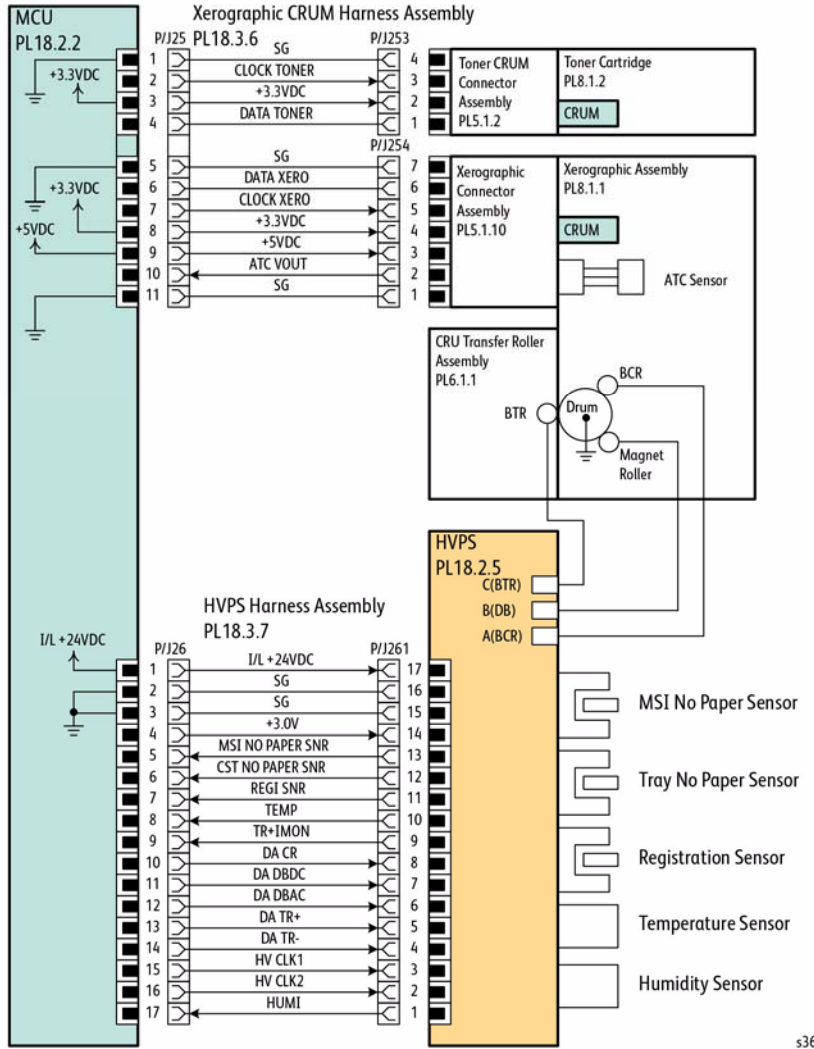 MCU
PL18.2.2
Xerographic CRUM Harness Assembly
PL18.3.6
P/J25
P/J253
+3.3VDC
1 SG 4
2 CLOCK TONER 3
3 +3.3VDC 2
4 DATA TONER 1
Toner CRUM
Connector
Assembly
PL5.1.2
Toner Cartridge
PL8.1.2
CRUM
P/J254
+3.3VDC
+5VDC
5 SG 7
6 DATA XERO 6
7 CLOCK XERO 5
8 +3.3VDC 4
9 +5VDC 3
10 ATC VOUT 2
11 SG 1
Xerographic
Connector
Assembly
PL5.1.10
Xerographic Assembly
PL8.1.1
CRUM
ATC Sensor
CRU Transfer Roller
Assembly
PL6.1.1
BCR
BTR
Drum
Magnet
Roller
HVPS
PL18.2.5
C(BTR)
B(DB)
A(BCR)
HVPS Harness Assembly
PL18.3.7
P/J26
P/J261
I/L +24VDC
1 I/L +24VDC 17
2 SG 16
3 SG 15
4 +3.0V 14
5 MSI NO PAPER SNR 13
6 CST NO PAPER SNR 12
7 REGI SNR 11
8 TEMP 10
9 TR+IMON 9
10 DA CR 8
11 DA DBDC 7
12 DA DBAC 6
13 DA TR+ 5
14 DA TR- 4
15 HV CLK1 3
16 HV CLK2 2
17 HUMI 1
MSI No Paper Sensor
Tray No Paper Sensor
Registration Sensor
Temperature Sensor
Humidity Sensor